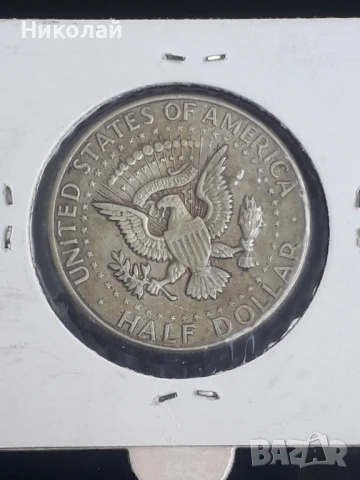 Николай
UNITED STATES OF AMERICA
HALF DOLLAR
BAZAR